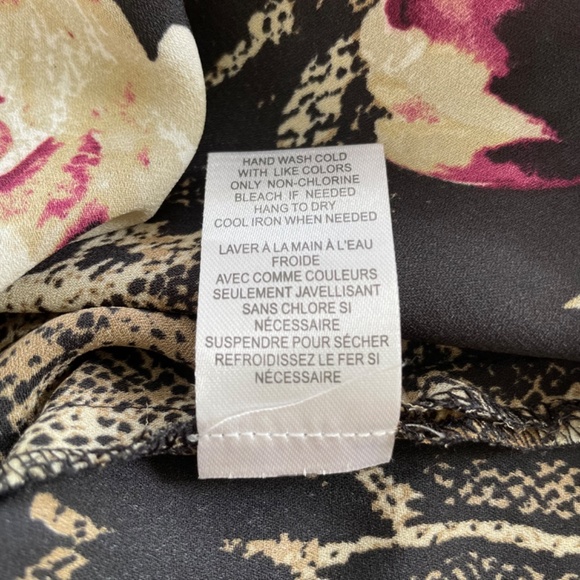 HAND WASH COLD
WITH LIKE COLORS
ONLY NON-CHLORINE
BLEACH IF NEEDED
HANG TO DRY
COOL IRON WHEN NEEDED
LAVER À LA MAIN À L'EAU
FROIDE
AVEC COMME COULEURS
SEULEMENT JAVELLISANT
SANS CHLORE SI
NÉCESSAIRE
SUSPENDRE POUR SÉCHER
REFROIDISSEZ LE FER SI
NÉCESSAIRE